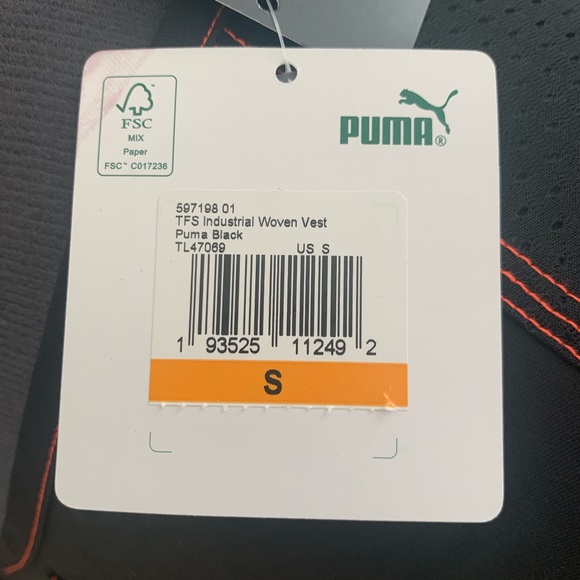 FSC
MIX
Paper
FSC™ C017236
PUMA®
597198 01
TFS Industrial Woven Vest
Puma Black
TL47069 US S
1 93525 11249 2
S